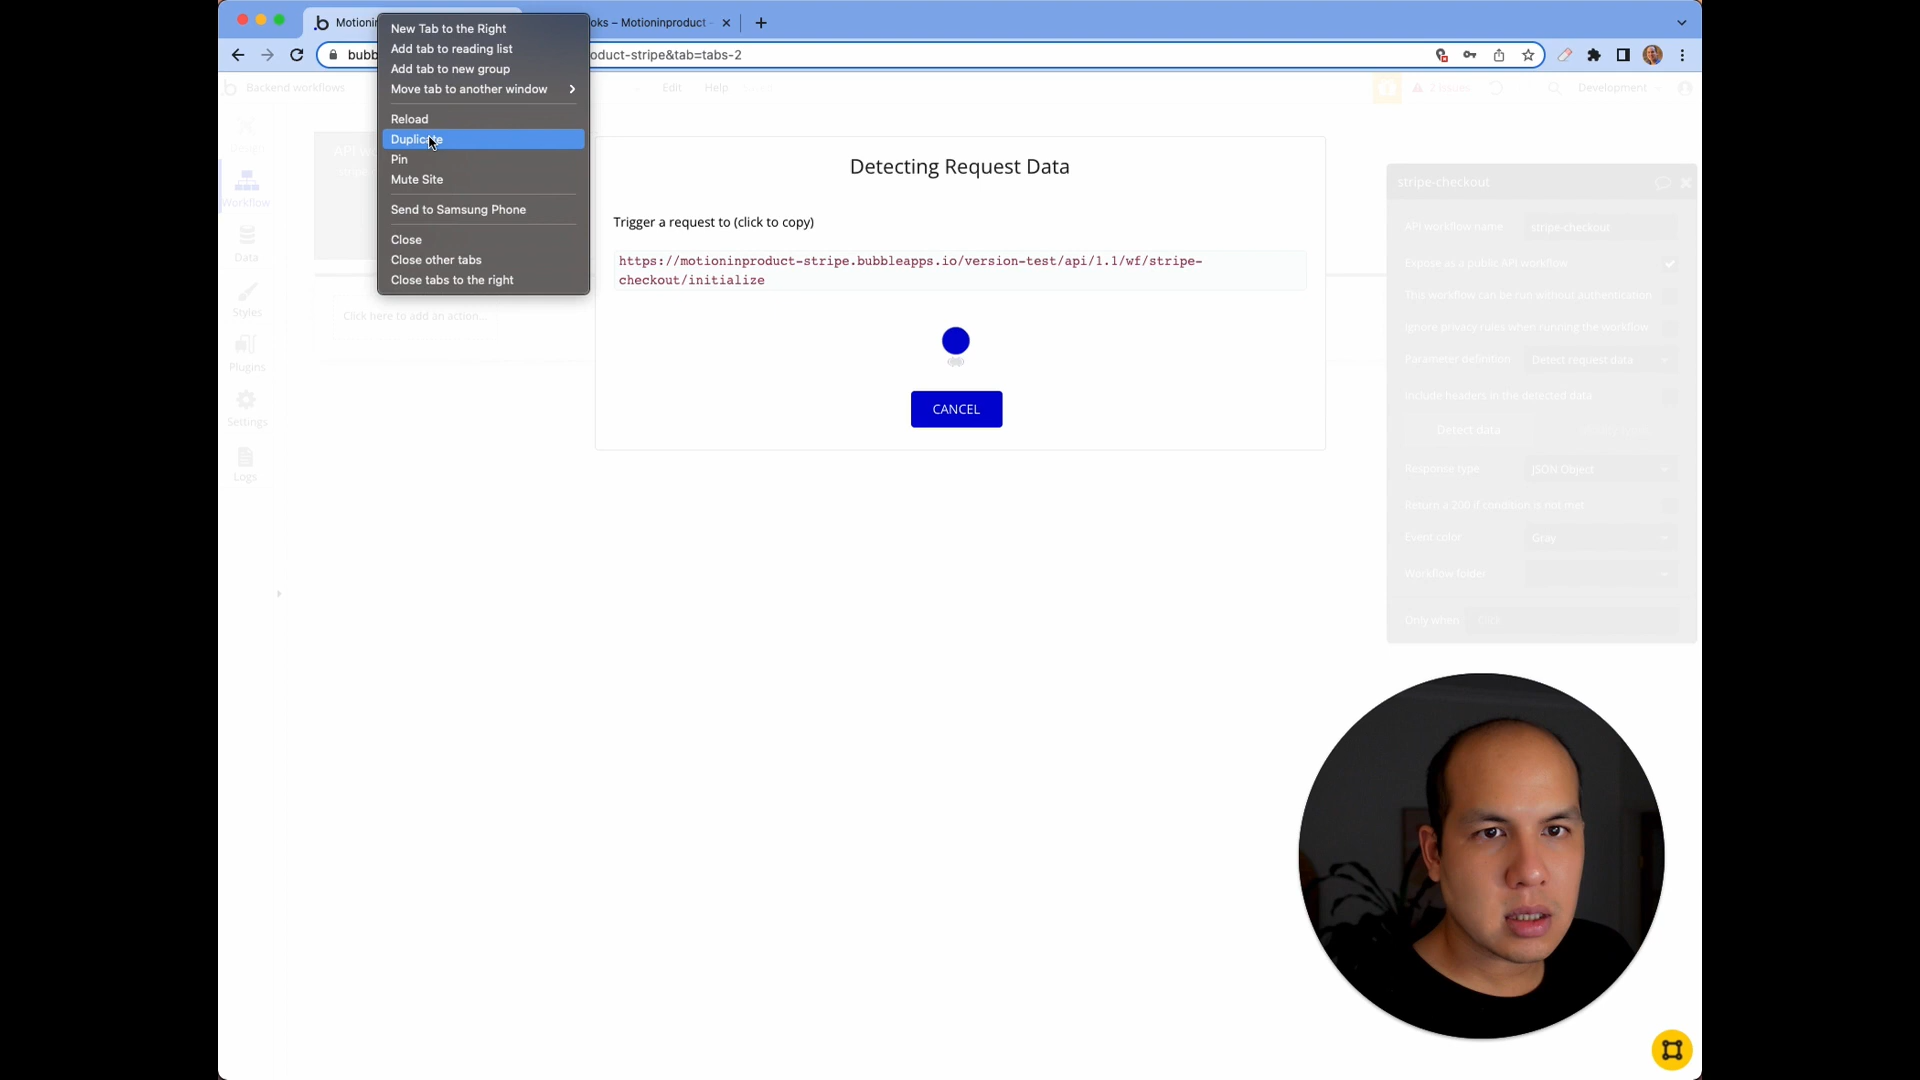 Motionin
oks – Motioninproduct -
New Tab to the Right
Add tab to reading list
Add tab to new group
Move tab to another window
Reload
Duplicate
Pin
Mute Site
Send to Samsung Phone
Close
Close other tabs
Close tabs to the right
bubb
oduct-stripe&tab=tabs-2
Backend workflows
Edit
Help
2 issues
Development
Design
Workflow
Data
Styles
Plugins
Settings
Logs
Click here to add an action...
Detecting Request Data
Trigger a request to (click to copy)
https://motioninproduct-stripe.bubbleapps.io/version-test/api/1.1/wf/stripe-
checkout/initialize
CANCEL
stripe-checkout
API workflow name stripe-checkout
Expose as a public API workflow
This workflow can be run without authentication
Ignore privacy rules when running the workflow
Parameter definition Detect request data
Include headers in the detected data
Detect data
Response type JSON Object
Return a 200 if condition is not met
Event color Gray
Workflow folder
Only when Click